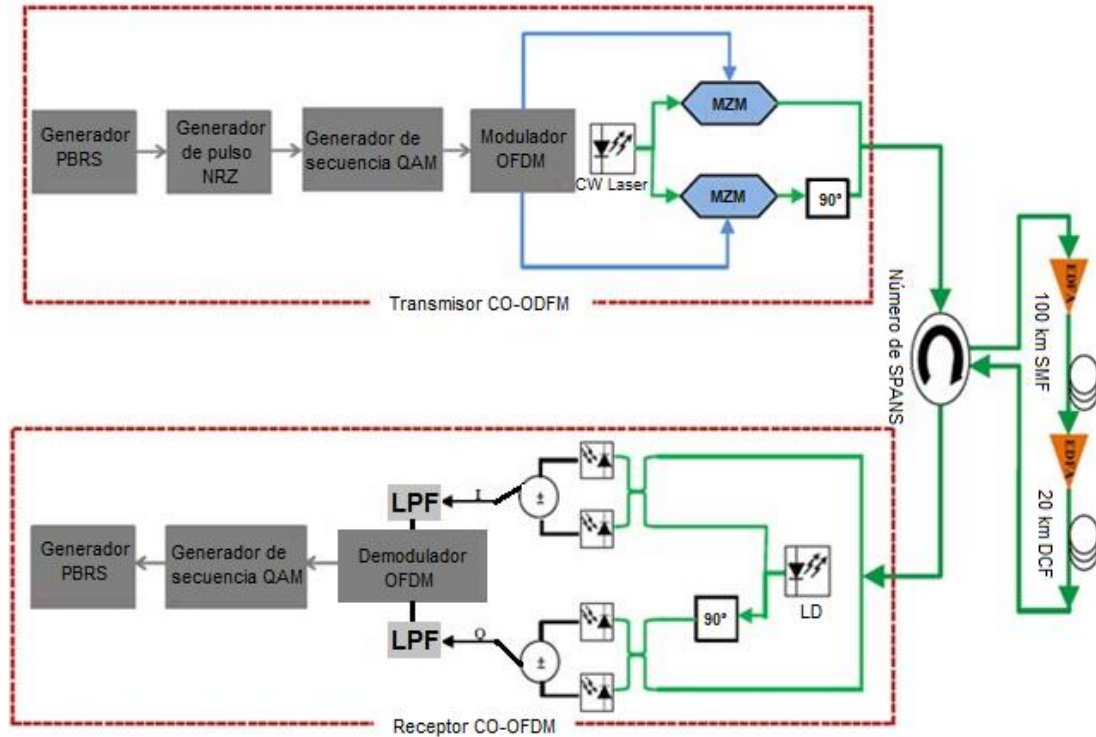 Generador
PBRS
Generador
de pulso
NRZ
Generador de
secuencia QAM
Modulador
OFDM
CW Laser
MZM
MZM
90°
Transmisor CO-ODFM
Número de SPANS
EDFA
100 km SMF
EDFA
20 km DCF
Generador
PBRS
Generador de
secuencia QAM
Demodulador
OFDM
LPF
LPF
I
Q
±
±
90°
LD
Receptor CO-OFDM